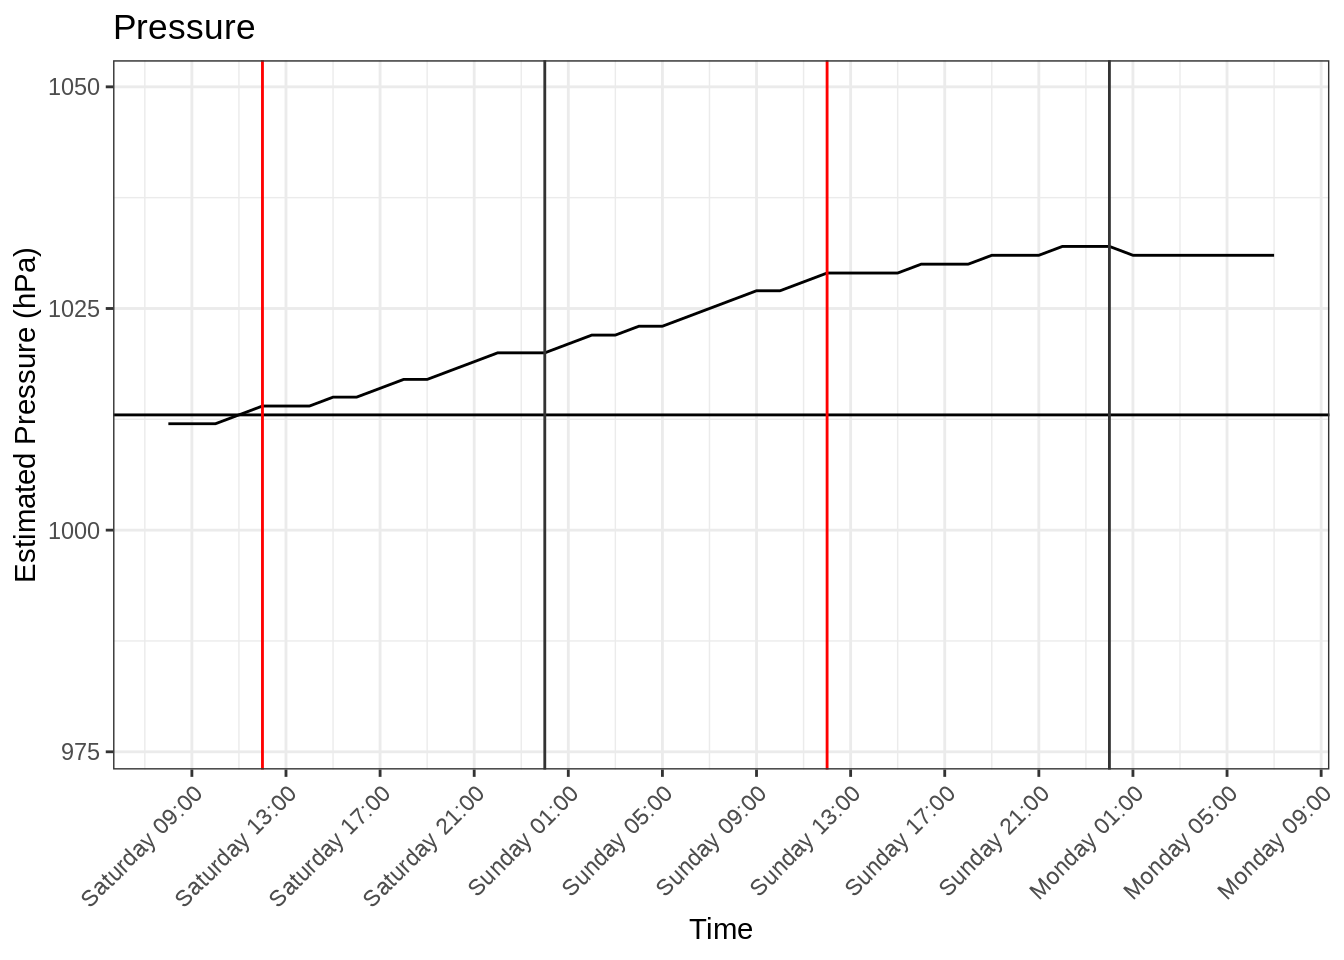 Pressure
Estimated Pressure (hPa)
1050
1025
1000
975
Saturday 09:00
Saturday 13:00
Saturday 17:00
Saturday 21:00
Sunday 01:00
Sunday 05:00
Sunday 09:00
Sunday 13:00
Sunday 17:00
Sunday 21:00
Monday 01:00
Monday 05:00
Monday 09:00
Time